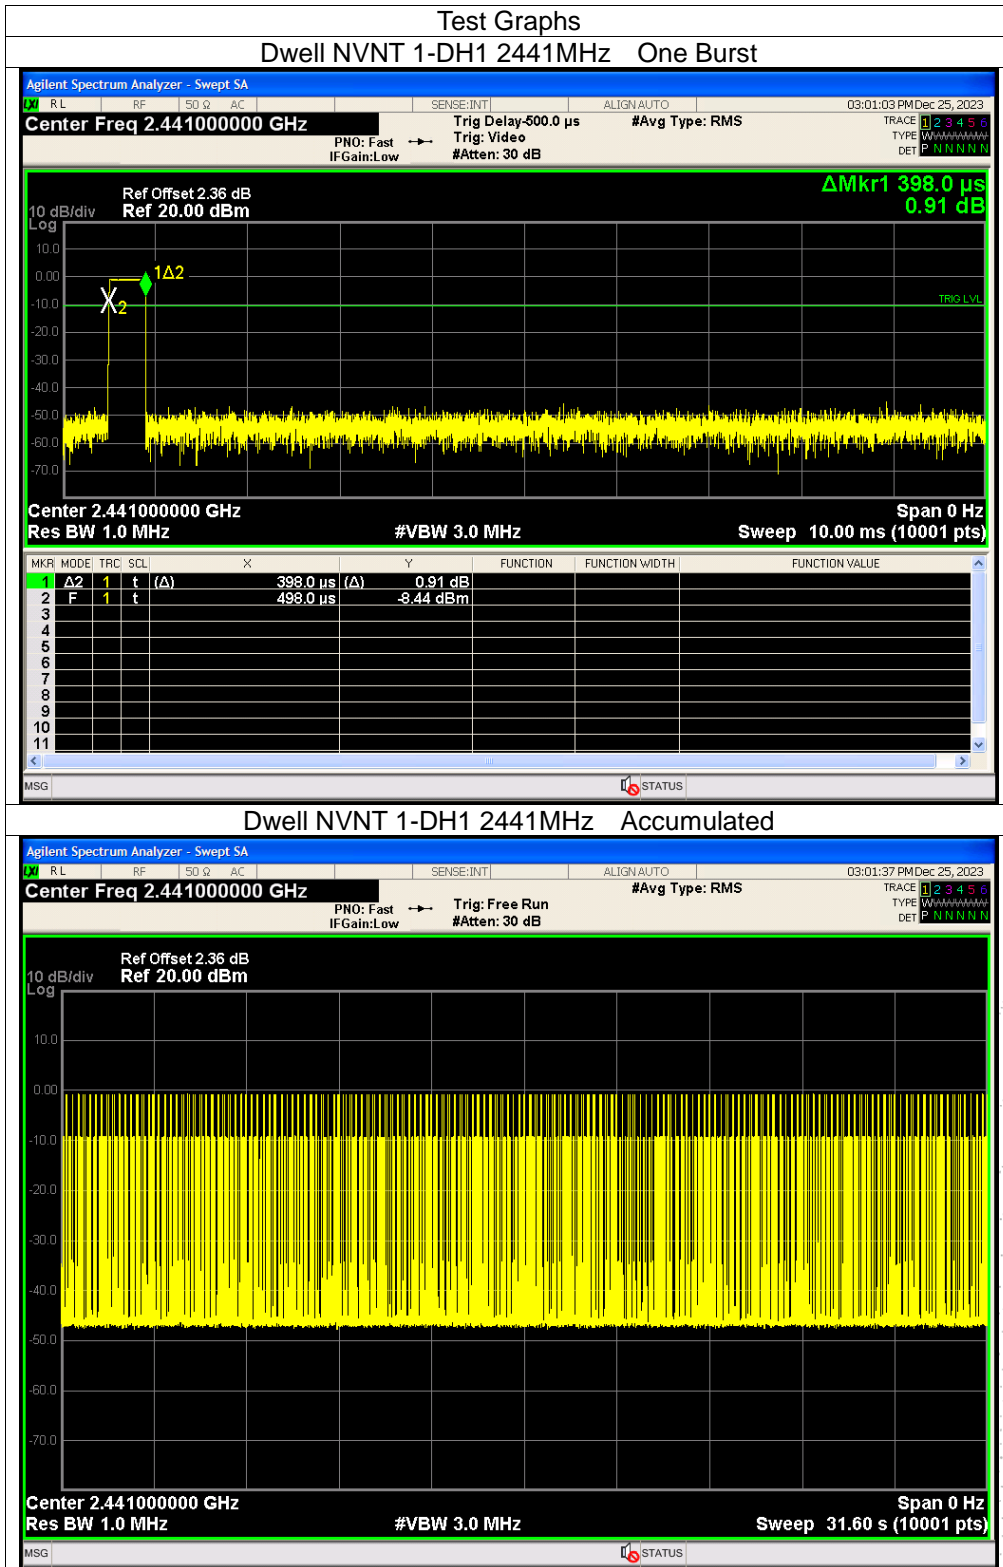 Test Graphs
Dwell NVNT 1-DH1 2441MHz One Burst
Agilent Spectrum Analyzer - Swept SA
LXI RL RF 50 Ω AC SENSE:INT ALIGNAUTO 03:01:03 PM Dec 25, 2023
Center Freq 2.441000000 GHz Trig Delay-500.0 µs #Avg Type: RMS TRACE 1 2 3 4 5 6
PNO: Fast Trig: Video TYPE WWWWWW
IFGain:Low #Atten: 30 dB DET P N N N N N
ΔMkr1 398.0 µs
0.91 dB
Ref Offset 2.36 dB
10 dB/div Ref 20.00 dBm
Log
10.0
0.00
1Δ2
-10.0
2
TRIG LVL
-20.0
-30.0
-40.0
-50.0
-60.0
-70.0
Center 2.441000000 GHz Span 0 Hz
Res BW 1.0 MHz #VBW 3.0 MHz Sweep 10.00 ms (10001 pts)
MKR MODE TRC SCL X Y FUNCTION FUNCTION WIDTH FUNCTION VALUE
1 Δ2 1 t (Δ) 398.0 µs (Δ) 0.91 dB
2 F 1 t 498.0 µs -8.44 dBm
3
4
5
6
7
8
9
10
11
MSG STATUS
Dwell NVNT 1-DH1 2441MHz Accumulated
Agilent Spectrum Analyzer - Swept SA
LXI RL RF 50 Ω AC SENSE:INT ALIGNAUTO 03:01:37 PM Dec 25, 2023
Center Freq 2.441000000 GHz #Avg Type: RMS TRACE 1 2 3 4 5 6
PNO: Fast Trig: Free Run TYPE WWWWWW
IFGain:Low #Atten: 30 dB DET P N N N N N
Ref Offset 2.36 dB
10 dB/div Ref 20.00 dBm
Log
10.0
0.00
-10.0
-20.0
-30.0
-40.0
-50.0
-60.0
-70.0
Center 2.441000000 GHz Span 0 Hz
Res BW 1.0 MHz #VBW 3.0 MHz Sweep 31.60 s (10001 pts)
MSG STATUS